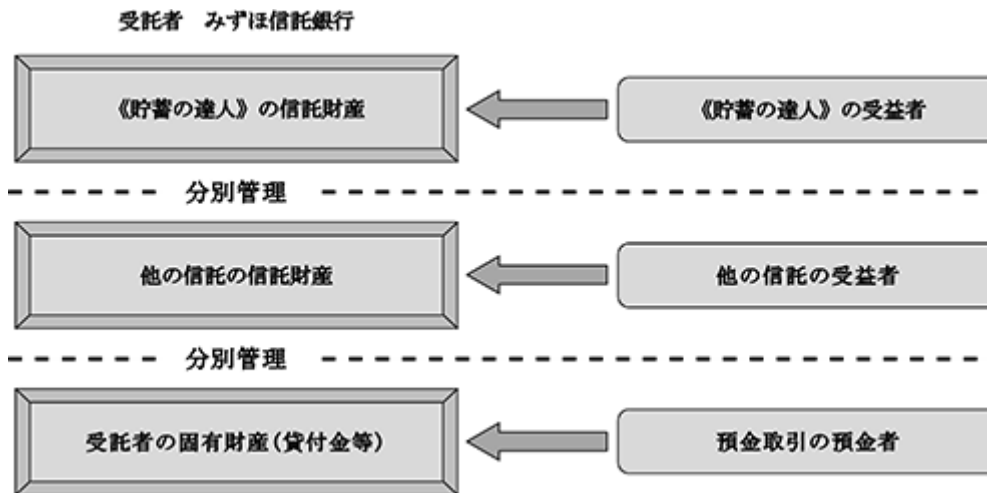 受託者　みずほ信託銀行
《貯蓄の達人》の信託財産
《貯蓄の達人》の受益者
分別管理
他の信託の信託財産
他の信託の受益者
分別管理
受託者の固有財産(貸付金等)
預金取引の預金者